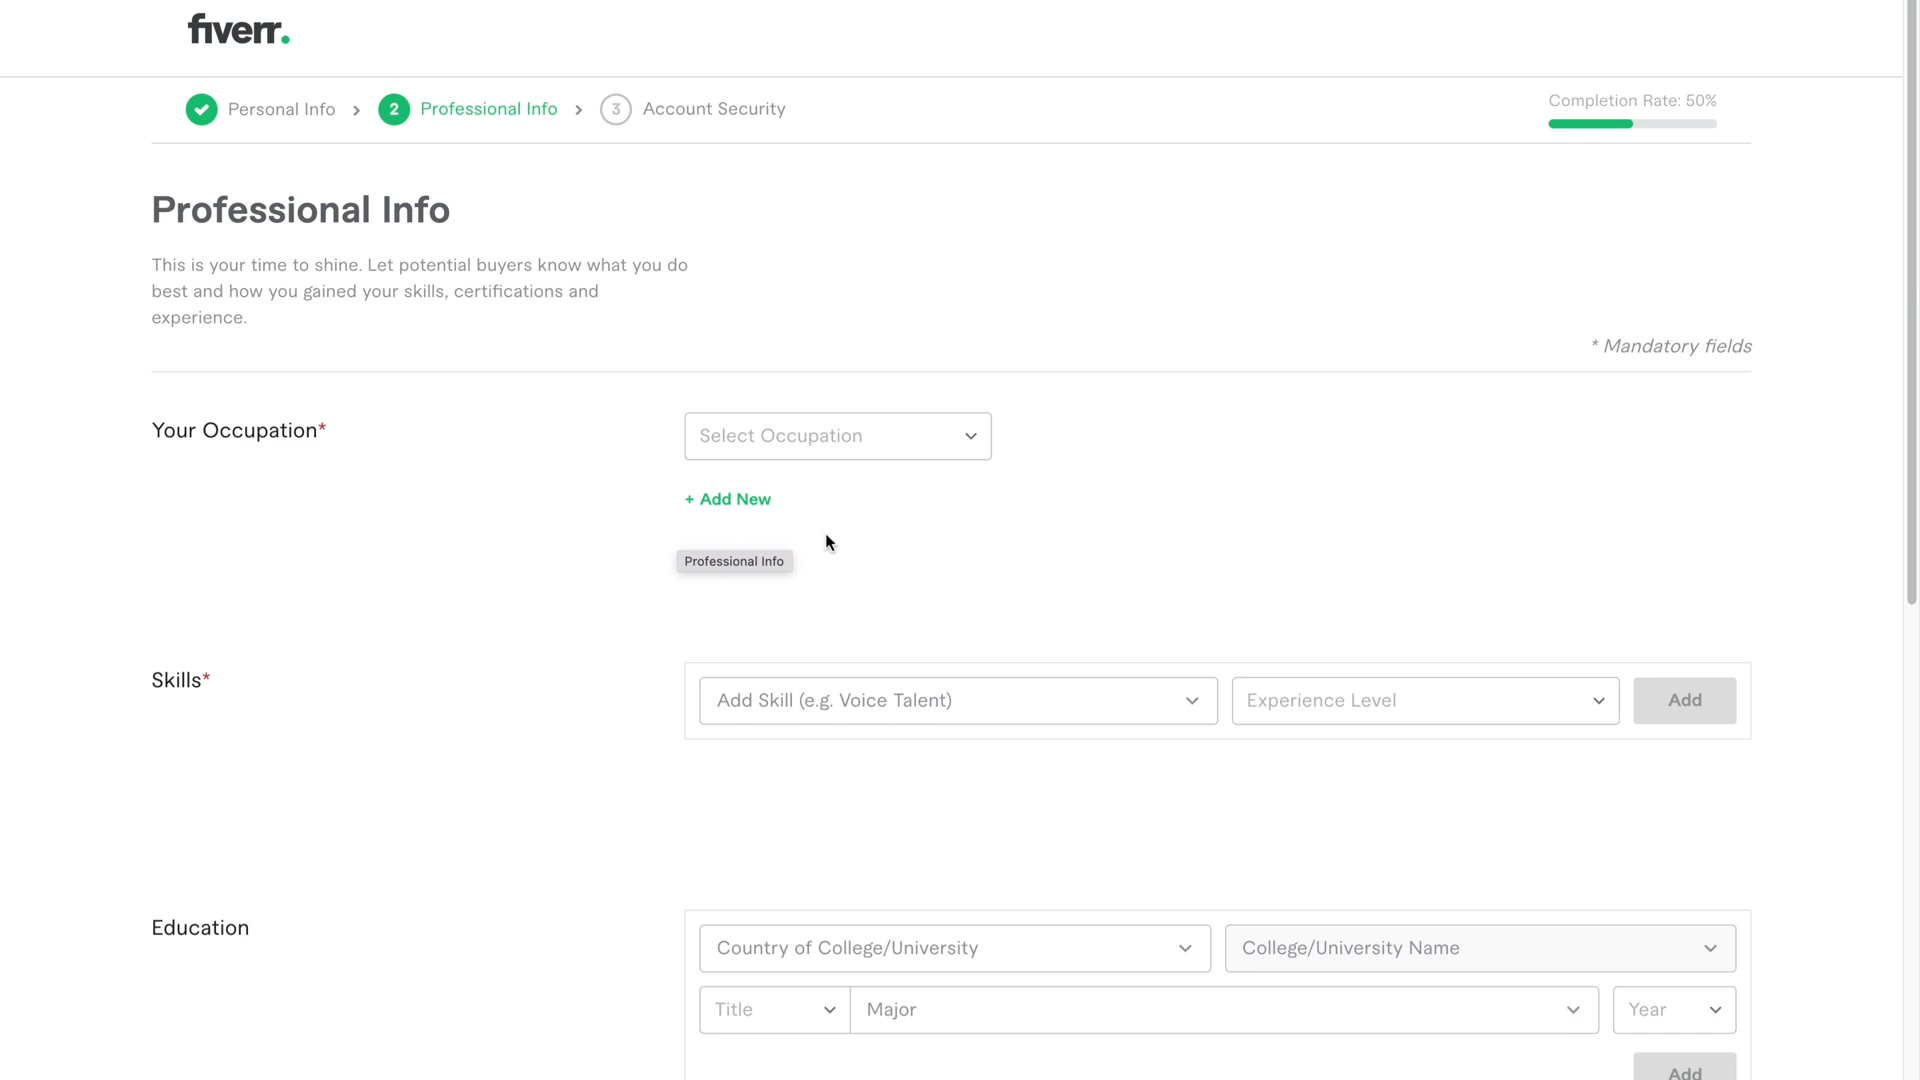 fiverr.
Personal Info
2 Professional Info
3 Account Security
Completion Rate: 50%
Professional Info
This is your time to shine. Let potential buyers know what you do
best and how you gained your skills, certifications and
experience.
* Mandatory fields
Your Occupation*
Select Occupation
+ Add New
Professional Info
Skills*
Add Skill (e.g. Voice Talent)
Experience Level
Add
Education
Country of College/University
College/University Name
Title
Major
Year
Add